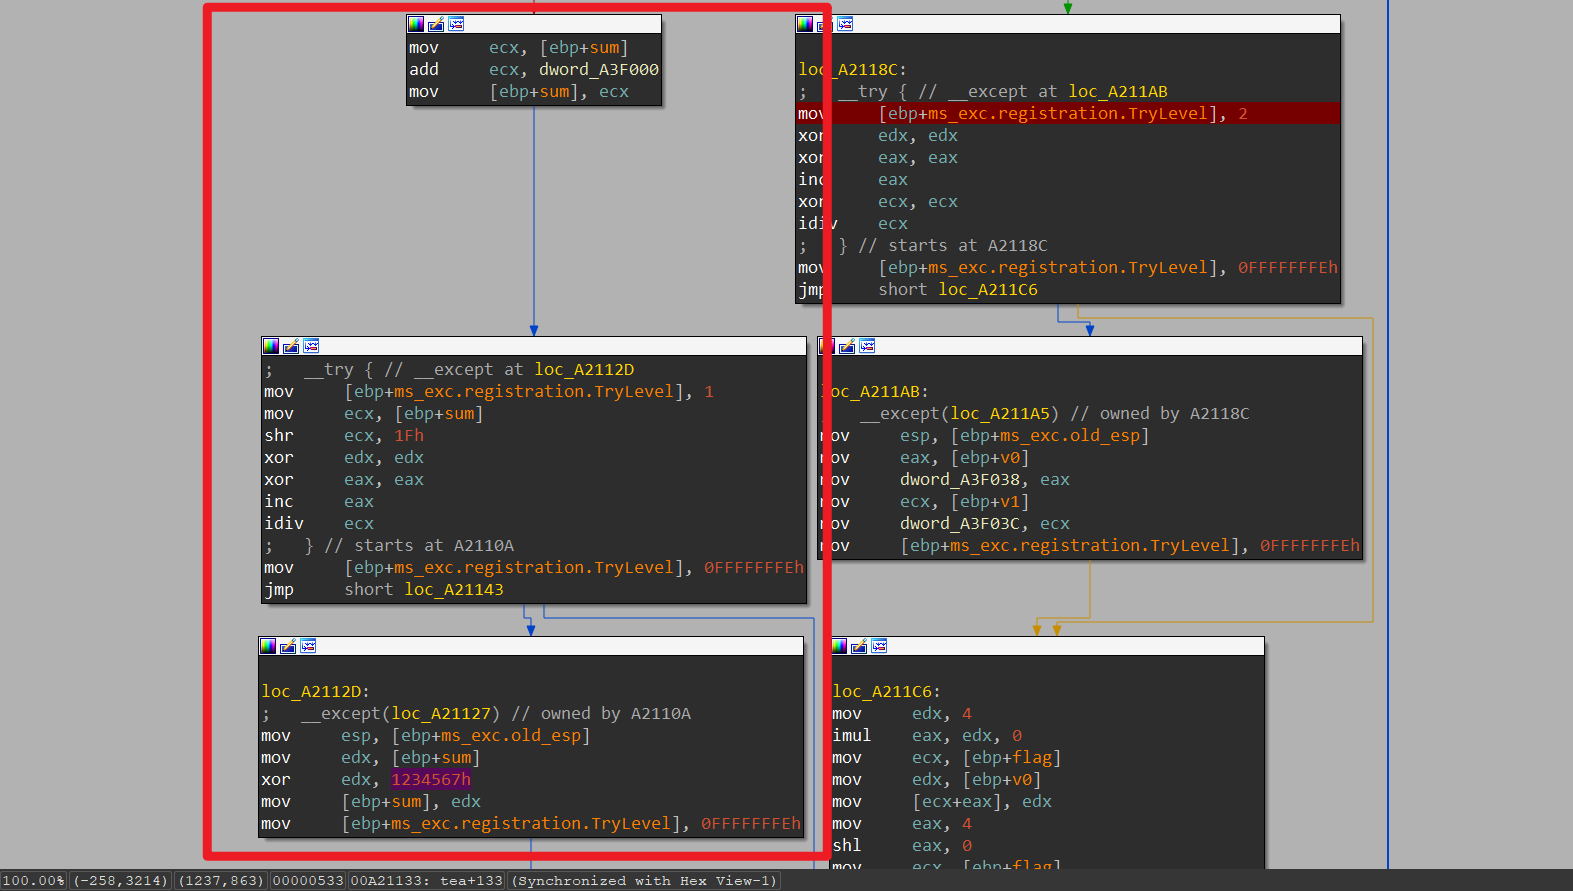 mov ecx, [ebp+sum]
add ecx, dword_A3F000
mov [ebp+sum], ecx
; __try { // __except at loc_A2112D
mov [ebp+ms_exc.registration.TryLevel], 1
mov ecx, [ebp+sum]
shr ecx, 1Fh
xor edx, edx
xor eax, eax
inc eax
idiv ecx
; } // starts at A2110A
mov [ebp+ms_exc.registration.TryLevel], 0FFFFFFFEh
jmp short loc_A21143
loc_A2112D:
; __except(loc_A21127) // owned by A2110A
mov esp, [ebp+ms_exc.old_esp]
mov edx, [ebp+sum]
xor edx, 1234567h
mov [ebp+sum], edx
mov [ebp+ms_exc.registration.TryLevel], 0FFFFFFFEh
loc_A2118C:
; __try { // __except at loc_A211AB
mov [ebp+ms_exc.registration.TryLevel], 2
xor edx, edx
xor eax, eax
inc eax
xor ecx, ecx
idiv ecx
; } // starts at A2118C
mov [ebp+ms_exc.registration.TryLevel], 0FFFFFFFEh
jmp short loc_A211C6
loc_A211AB:
__except(loc_A211A5) // owned by A2118C
mov esp, [ebp+ms_exc.old_esp]
mov eax, [ebp+v0]
mov dword_A3F038, eax
mov ecx, [ebp+v1]
mov dword_A3F03C, ecx
mov [ebp+ms_exc.registration.TryLevel], 0FFFFFFFEh
loc_A211C6:
mov edx, 4
imul eax, edx, 0
mov ecx, [ebp+flag]
mov edx, [ebp+v0]
mov [ecx+eax], edx
mov eax, 4
shl eax, 0
mov ecx, [ebp+flag]
100.00% (-258,3214) (1237,863) 00000533 00A21133: tea+133 (Synchronized with Hex View-1)